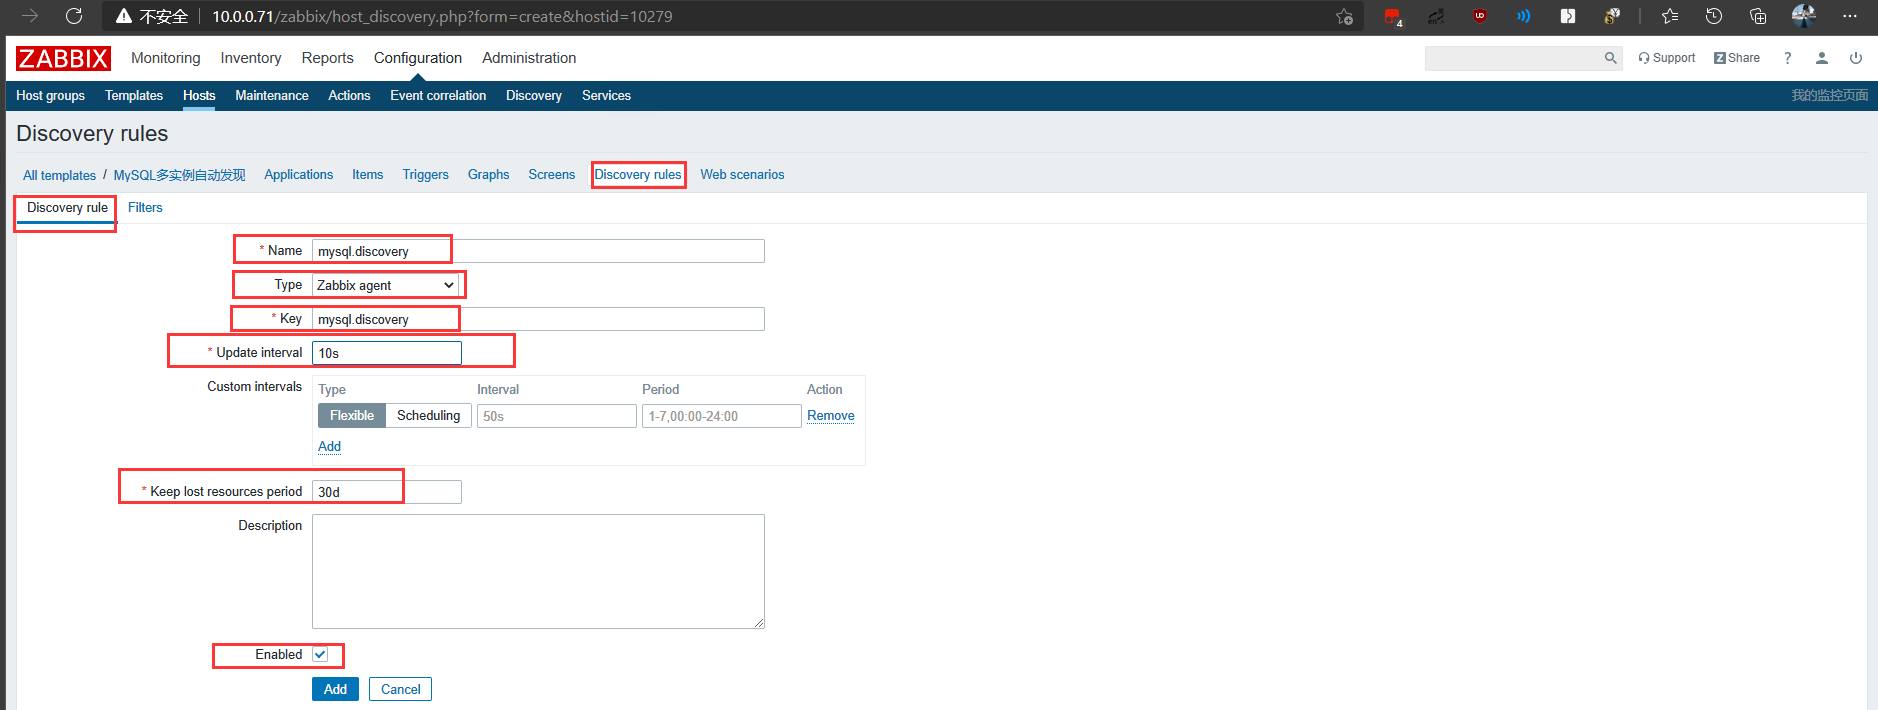 不安全 10.0.0.71/zabbix/host_discovery.php?form=create&hostid=10279
4
ZABBIX Monitoring Inventory Reports Configuration Administration Support Z Share ?
Host groups Templates Hosts Maintenance Actions Event correlation Discovery Services 我的监控页面
Discovery rules
All templates / MySQL多实例自动发现 Applications Items Triggers Graphs Screens Discovery rules Web scenarios
Discovery rule Filters
* Name mysql.discovery
Type Zabbix agent
* Key mysql.discovery
* Update interval 10s
Custom intervals Type Interval Period Action
Flexible Scheduling 50s 1-7,00:00-24:00 Remove
Add
* Keep lost resources period 30d
Description
Enabled
Add Cancel